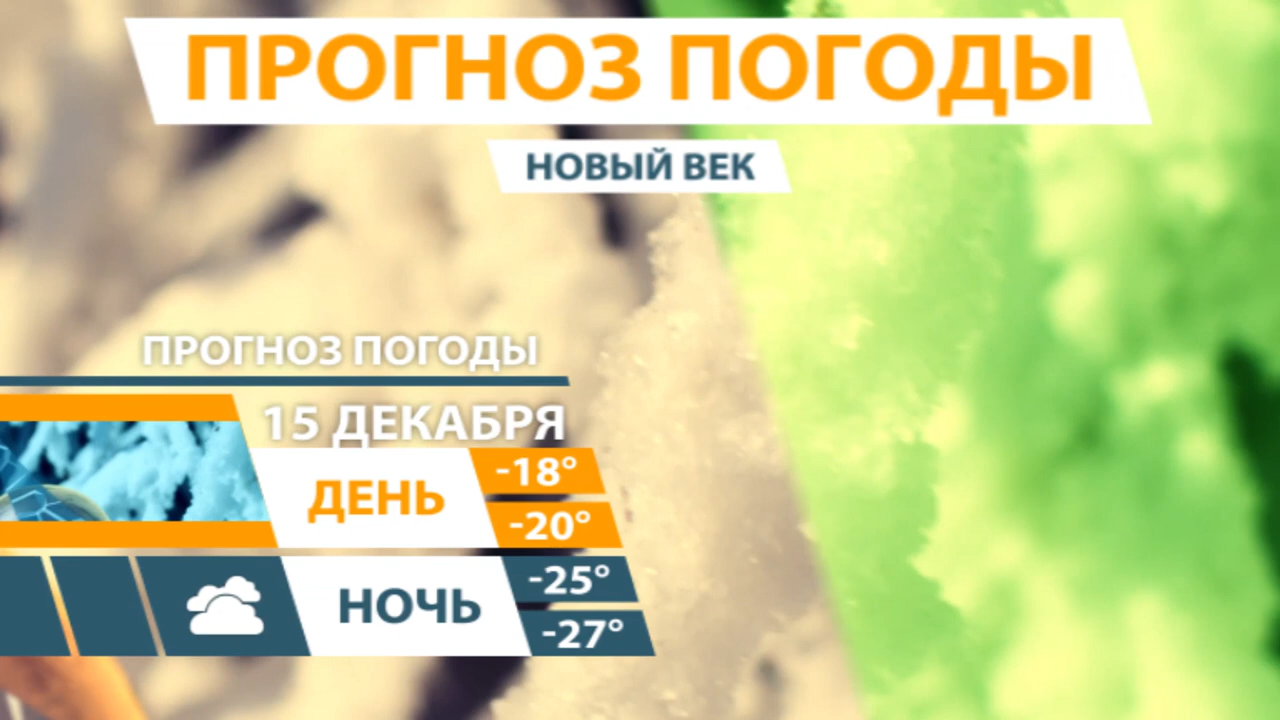 ПРОГНОЗ ПОГОДЫ
НОВЫЙ ВЕК
ПРОГНОЗ ПОГОДЫ
15 ДЕКАБРЯ
ДЕНЬ
-18°
-20°
НОЧЬ
-25°
-27°